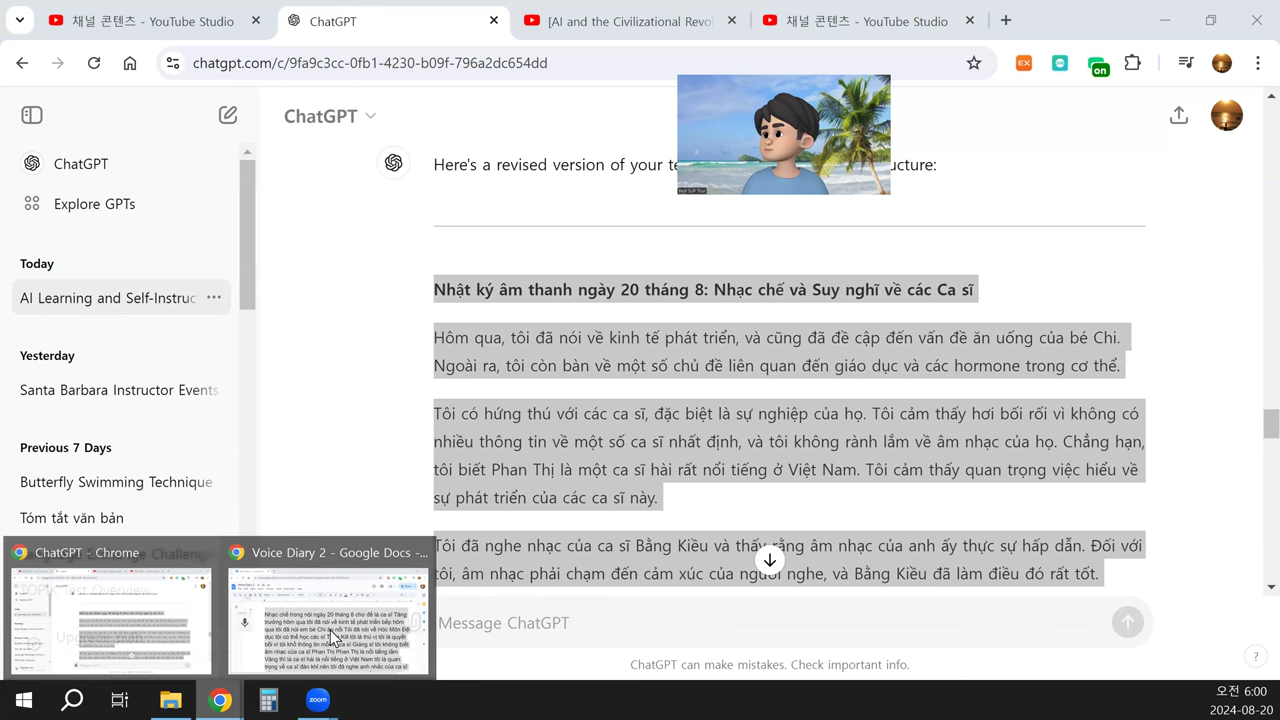 채널 콘텐츠 - YouTube Studio
ChatGPT
[AI and the Civilizational Revo
채널 콘텐츠 - YouTube Studio
chatgpt.com/c/9fa9c3cc-0fb1-4230-b09f-796a2dc654dd
EX
on
ChatGPT
ChatGPT
Explore GPTs
Today
AI Learning and Self-Instruc
Yesterday
Santa Barbara Instructor Events
Previous 7 Days
Butterfly Swimming Technique
Tóm tắt văn bản
Here's a revised version of your te
ucture:
Nhật ký âm thanh ngày 20 tháng 8: Nhạc chế và Suy nghĩ về các Ca sĩ
Hôm qua, tôi đã nói về kinh tế phát triển, và cũng đã đề cập đến vấn đề ăn uống của bé Chi.
Ngoài ra, tôi còn bàn về một số chủ đề liên quan đến giáo dục và các hormone trong cơ thể.
Tôi có hứng thú với các ca sĩ, đặc biệt là sự nghiệp của họ. Tôi cảm thấy hơi bối rối vì không có
nhiều thông tin về một số ca sĩ nhất định, và tôi không rành lắm về âm nhạc của họ. Chẳng hạn,
tôi biết Phan Thị là một ca sĩ hài rất nổi tiếng ở Việt Nam. Tôi cảm thấy quan trọng việc hiểu về
sự phát triển của các ca sĩ này.
Tôi đã nghe nhạc của ca sĩ Bằng Kiều và thấy rằng âm nhạc của anh ấy thực sự hấp dẫn. Đối với
tôi, âm nhạc phải chạm đến cảm xúc của người nghe, và Bằng Kiều đã làm điều đó rất tốt.
Message ChatGPT
ChatGPT can make mistakes. Check important info.
?
ChatGPT - Chrome
Voice Diary 2 - Google Docs -...
zoom
오전 6:00
2024-08-20